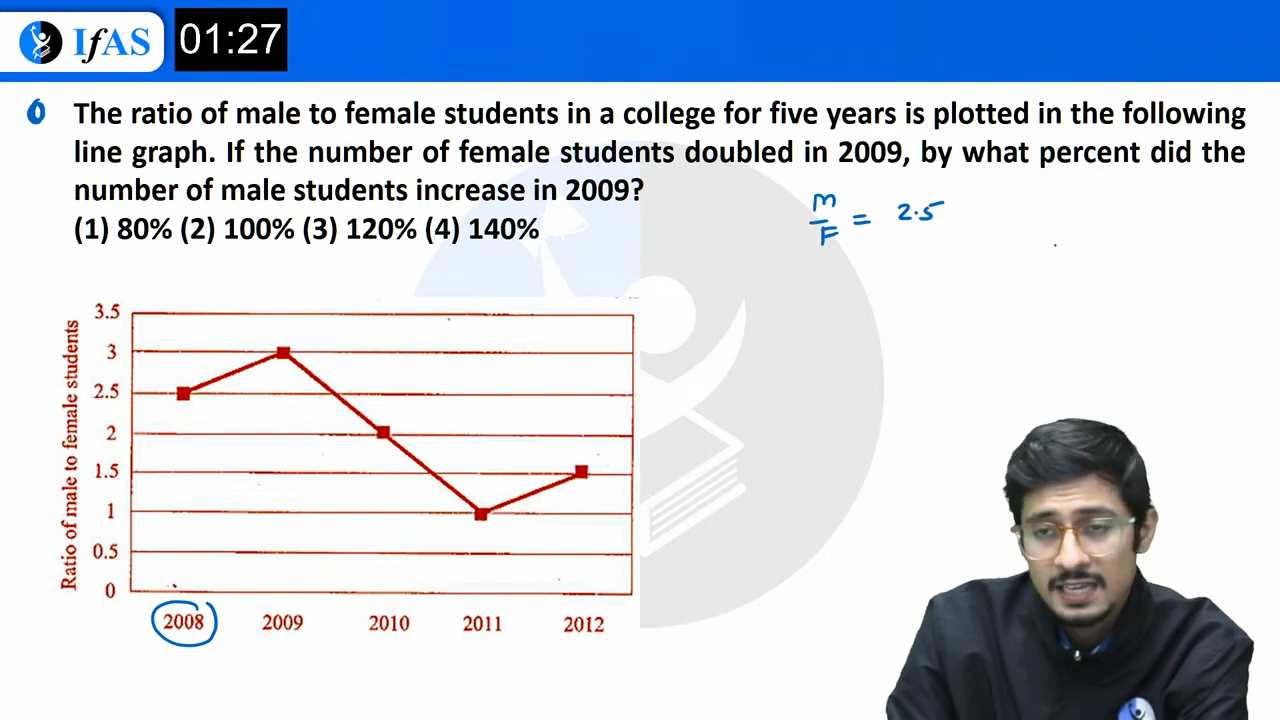 IfAS 01:27
The ratio of male to female students in a college for five years is plotted in the following
line graph. If the number of female students doubled in 2009, by what percent did the
number of male students increase in 2009?
(1) 80% (2) 100% (3) 120% (4) 140%
M
F = 2.5
Ratio of male to female students
3.5
3
2.5
2
1.5
1
0.5
0
2008 2009 2010 2011 2012